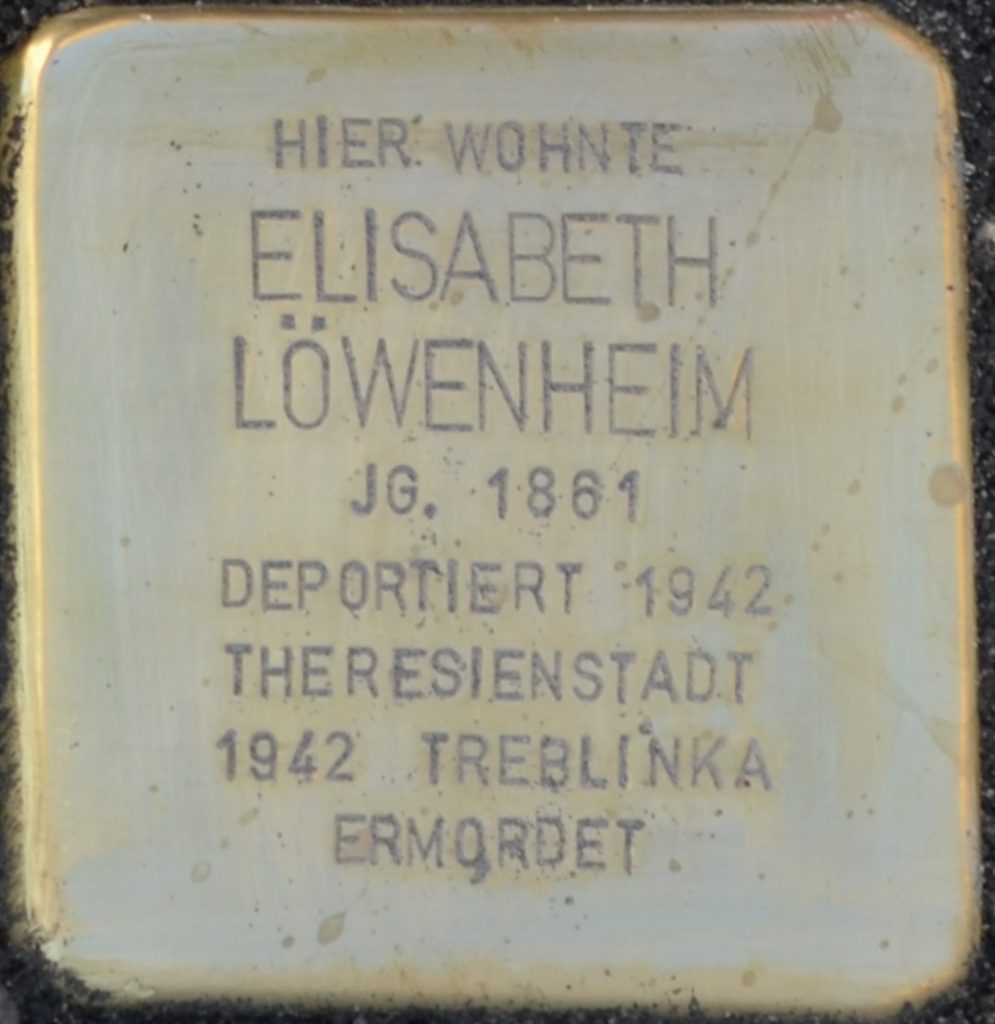 HIER WOHNTE
ELISABETH
LÖWENHEIM
JG. 1861
DEPORTIERT 1942
THERESIENSTADT
1942 TREBLINKA
ERMORDET